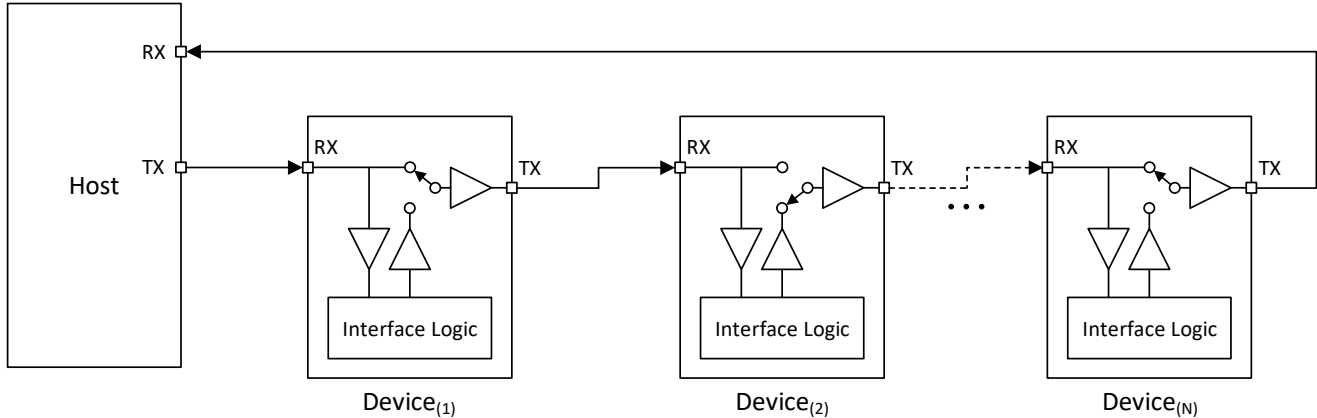 RX
Host
TX
RX
TX
Interface Logic
Device(1)
RX
TX
Interface Logic
Device(2)
...
RX
TX
Interface Logic
Device(N)